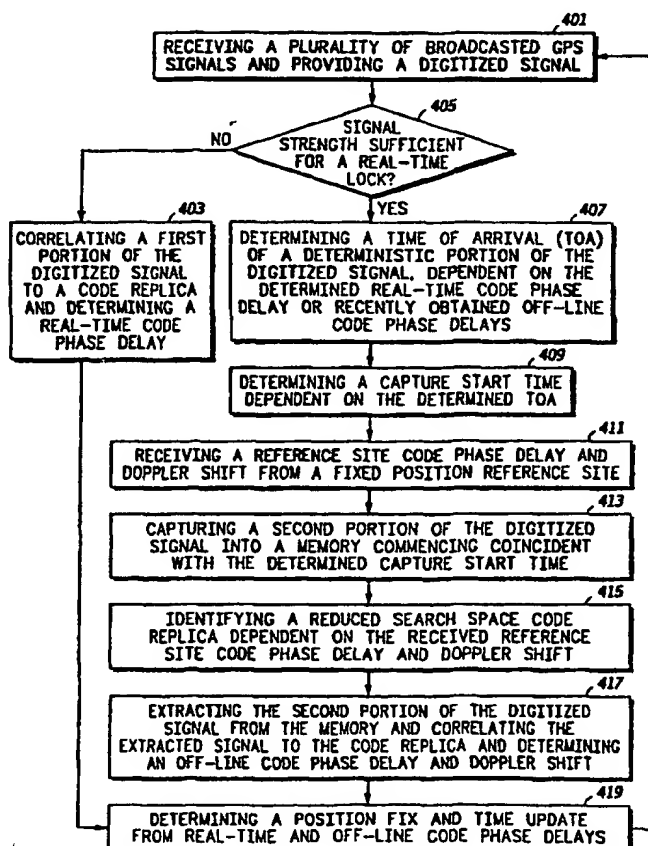 401
RECEIVING A PLURALITY OF BROADCASTED GPS
SIGNALS AND PROVIDING A DIGITIZED SIGNAL
405
SIGNAL
STRENGTH SUFFICIENT
FOR A REAL-TIME
LOCK?
NO
YES
403
CORRELATING A FIRST
PORTION OF THE
DIGITIZED SIGNAL
TO A CODE REPLICA
AND DETERMINING A
REAL-TIME CODE
PHASE DELAY
407
DETERMINING A TIME OF ARRIVAL (TOA)
OF A DETERMINISTIC PORTION OF THE
DIGITIZED SIGNAL, DEPENDENT ON THE
DETERMINED REAL-TIME CODE PHASE
DELAY OR RECENTLY OBTAINED OFF-LINE
CODE PHASE DELAYS
409
DETERMINING A CAPTURE START TIME
DEPENDENT ON THE DETERMINED TOA
411
RECEIVING A REFERENCE SITE CODE PHASE DELAY AND
DOPPLER SHIFT FROM A FIXED POSITION REFERENCE SITE
413
CAPTURING A SECOND PORTION OF THE DIGITIZED
SIGNAL INTO A MEMORY COMMENCING COINCIDENT
WITH THE DETERMINED CAPTURE START TIME
415
IDENTIFYING A REDUCED SEARCH SPACE CODE
REPLICA DEPENDENT ON THE RECEIVED REFERENCE
SITE CODE PHASE DELAY AND DOPPLER SHIFT
417
EXTRACTING THE SECOND PORTION OF THE DIGITIZED
SIGNAL FROM THE MEMORY AND CORRELATING THE
EXTRACTED SIGNAL TO THE CODE REPLICA AND DETERMINING
AN OFF-LINE CODE PHASE DELAY AND DOPPLER SHIFT
419
DETERMINING A POSITION FIX AND TIME UPDATE
FROM REAL-TIME AND OFF-LINE CODE PHASE DELAYS